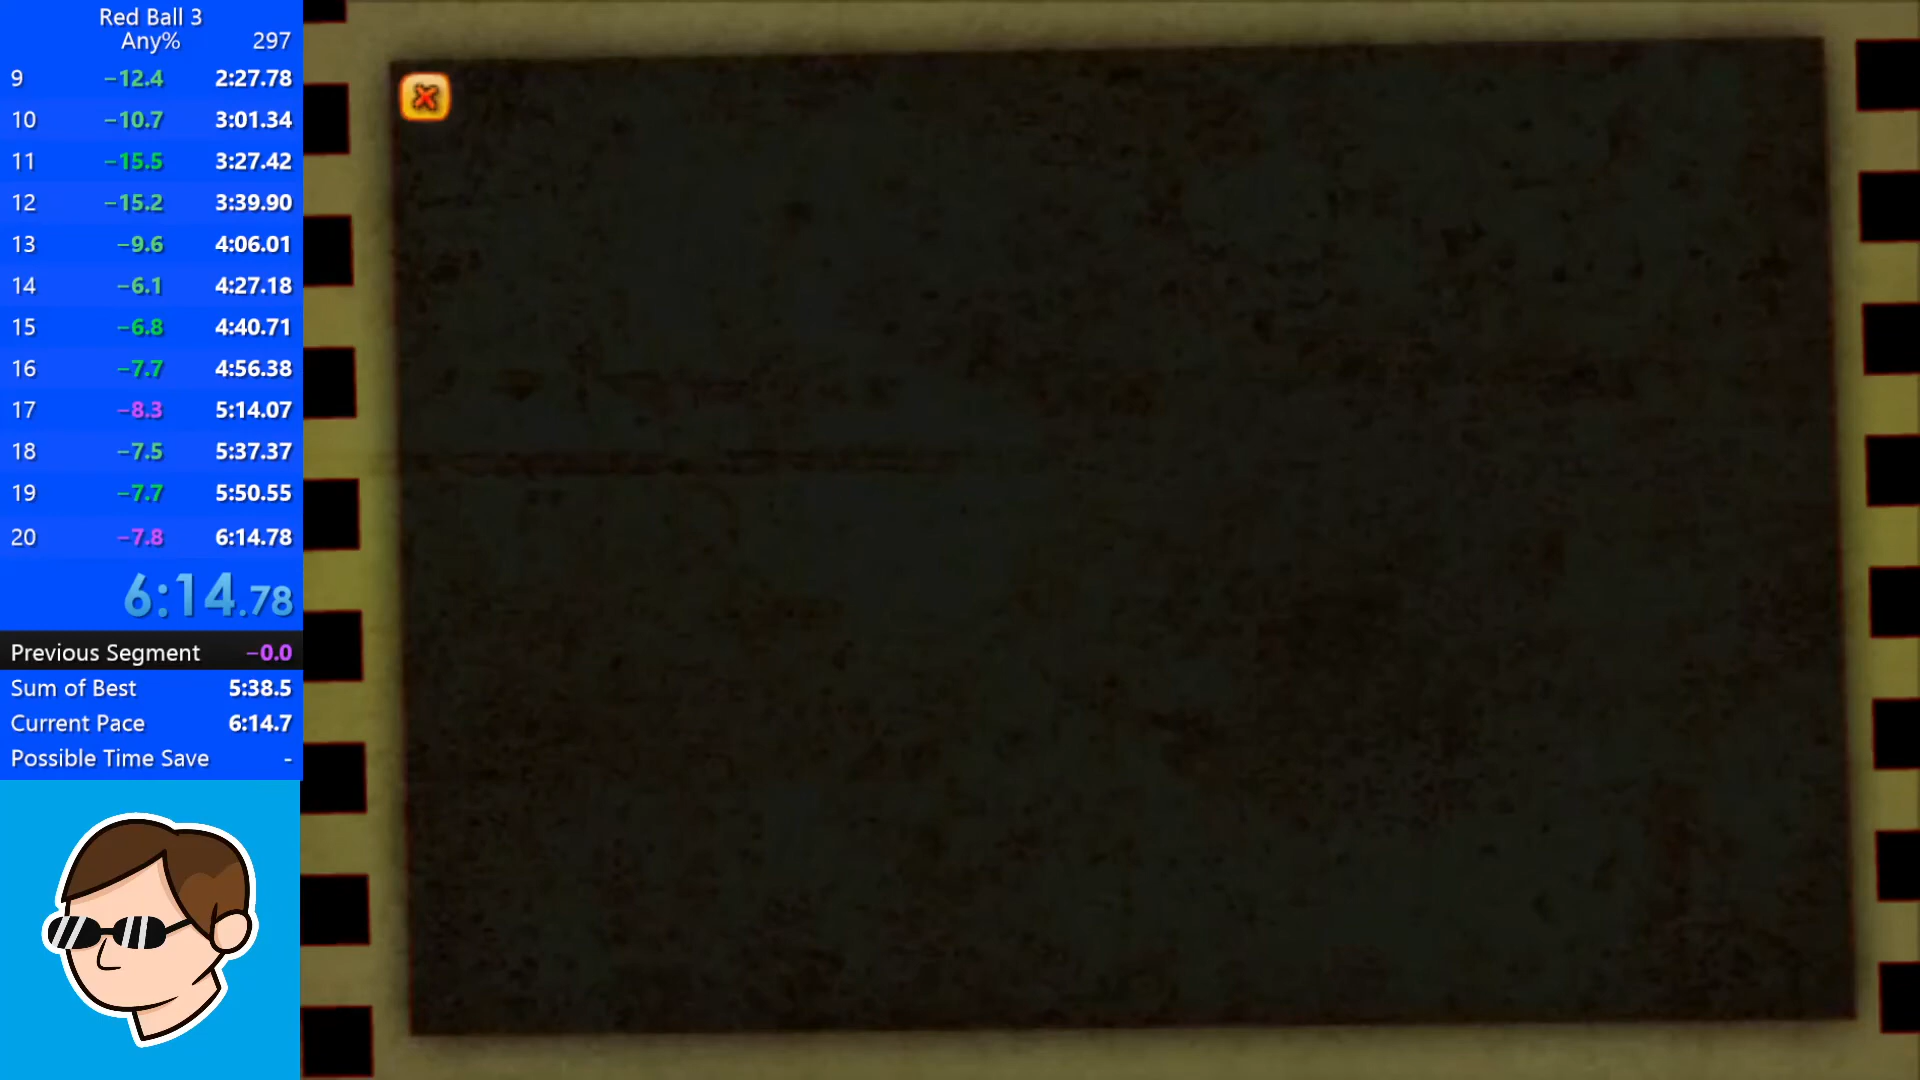 Red Ball 3
Any% 297
9 −12.4 2:27.78
10 −10.7 3:01.34
11 −15.5 3:27.42
12 −15.2 3:39.90
13 −9.6 4:06.01
14 −6.1 4:27.18
15 −6.8 4:40.71
16 −7.7 4:56.38
17 −8.3 5:14.07
18 −7.5 5:37.37
19 −7.7 5:50.55
20 −7.8 6:14.78
6:14.78
Previous Segment −0.0
Sum of Best 5:38.5
Current Pace 6:14.7
Possible Time Save -